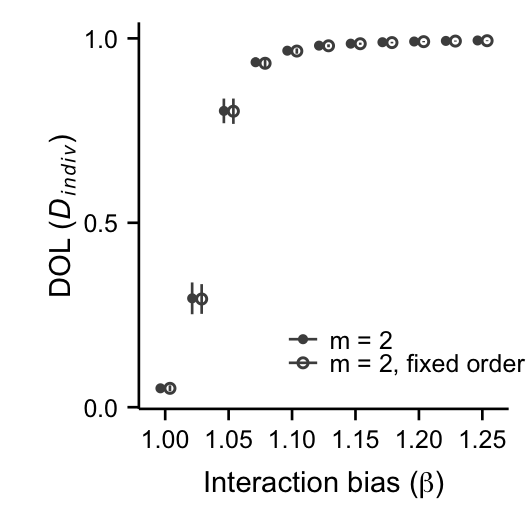 1.0
0.5
0.0
DOL (D_indiv)
m = 2
m = 2, fixed order
1.00 1.05 1.10 1.15 1.20 1.25
Interaction bias (β)